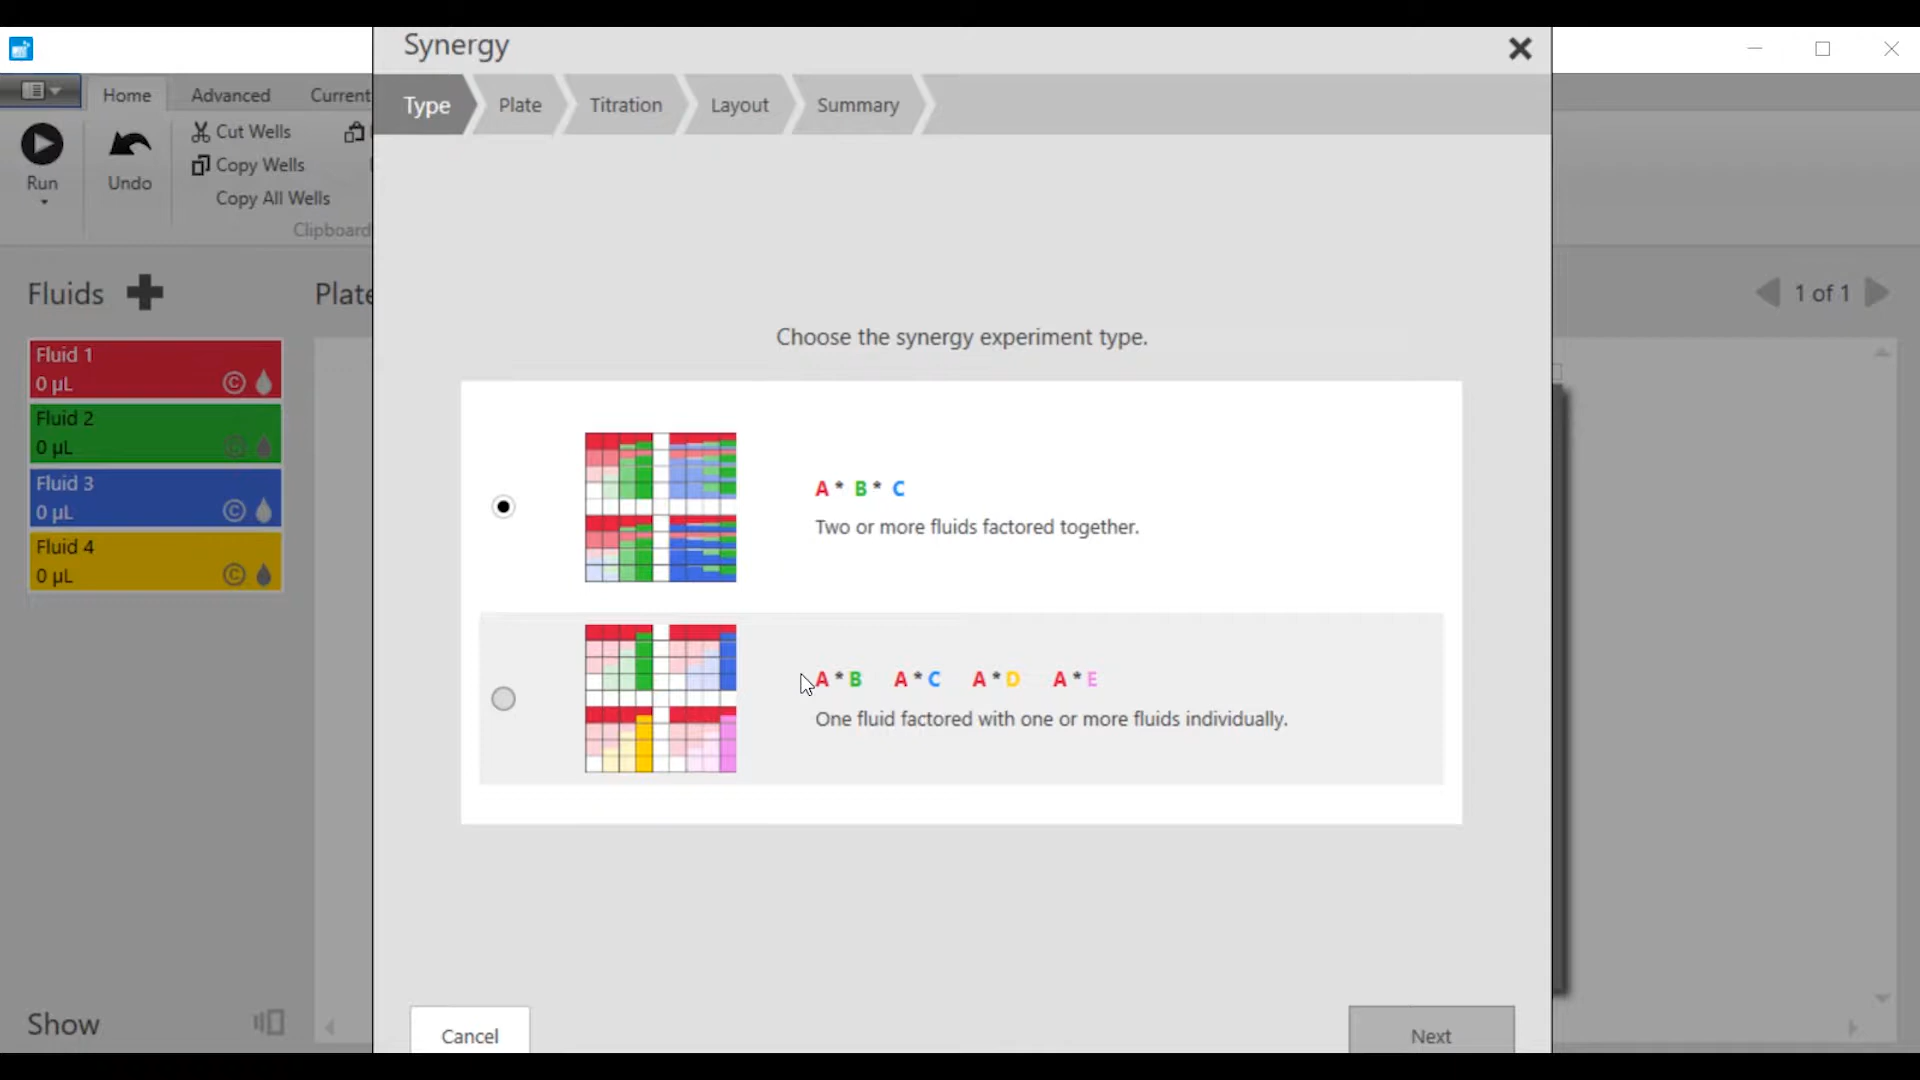 Synergy
Type
Plate
Titration
Layout
Summary
Home
Advanced
Current
Run
Undo
Cut Wells
Copy Wells
Copy All Wells
Clipboard
Fluids
Plate
1 of 1
Fluid 1
0 µL
Fluid 2
0 µL
Fluid 3
0 µL
Fluid 4
0 µL
Choose the synergy experiment type.
A * B * C
Two or more fluids factored together.
A * B A * C A * D A * E
One fluid factored with one or more fluids individually.
Show
Cancel
Next